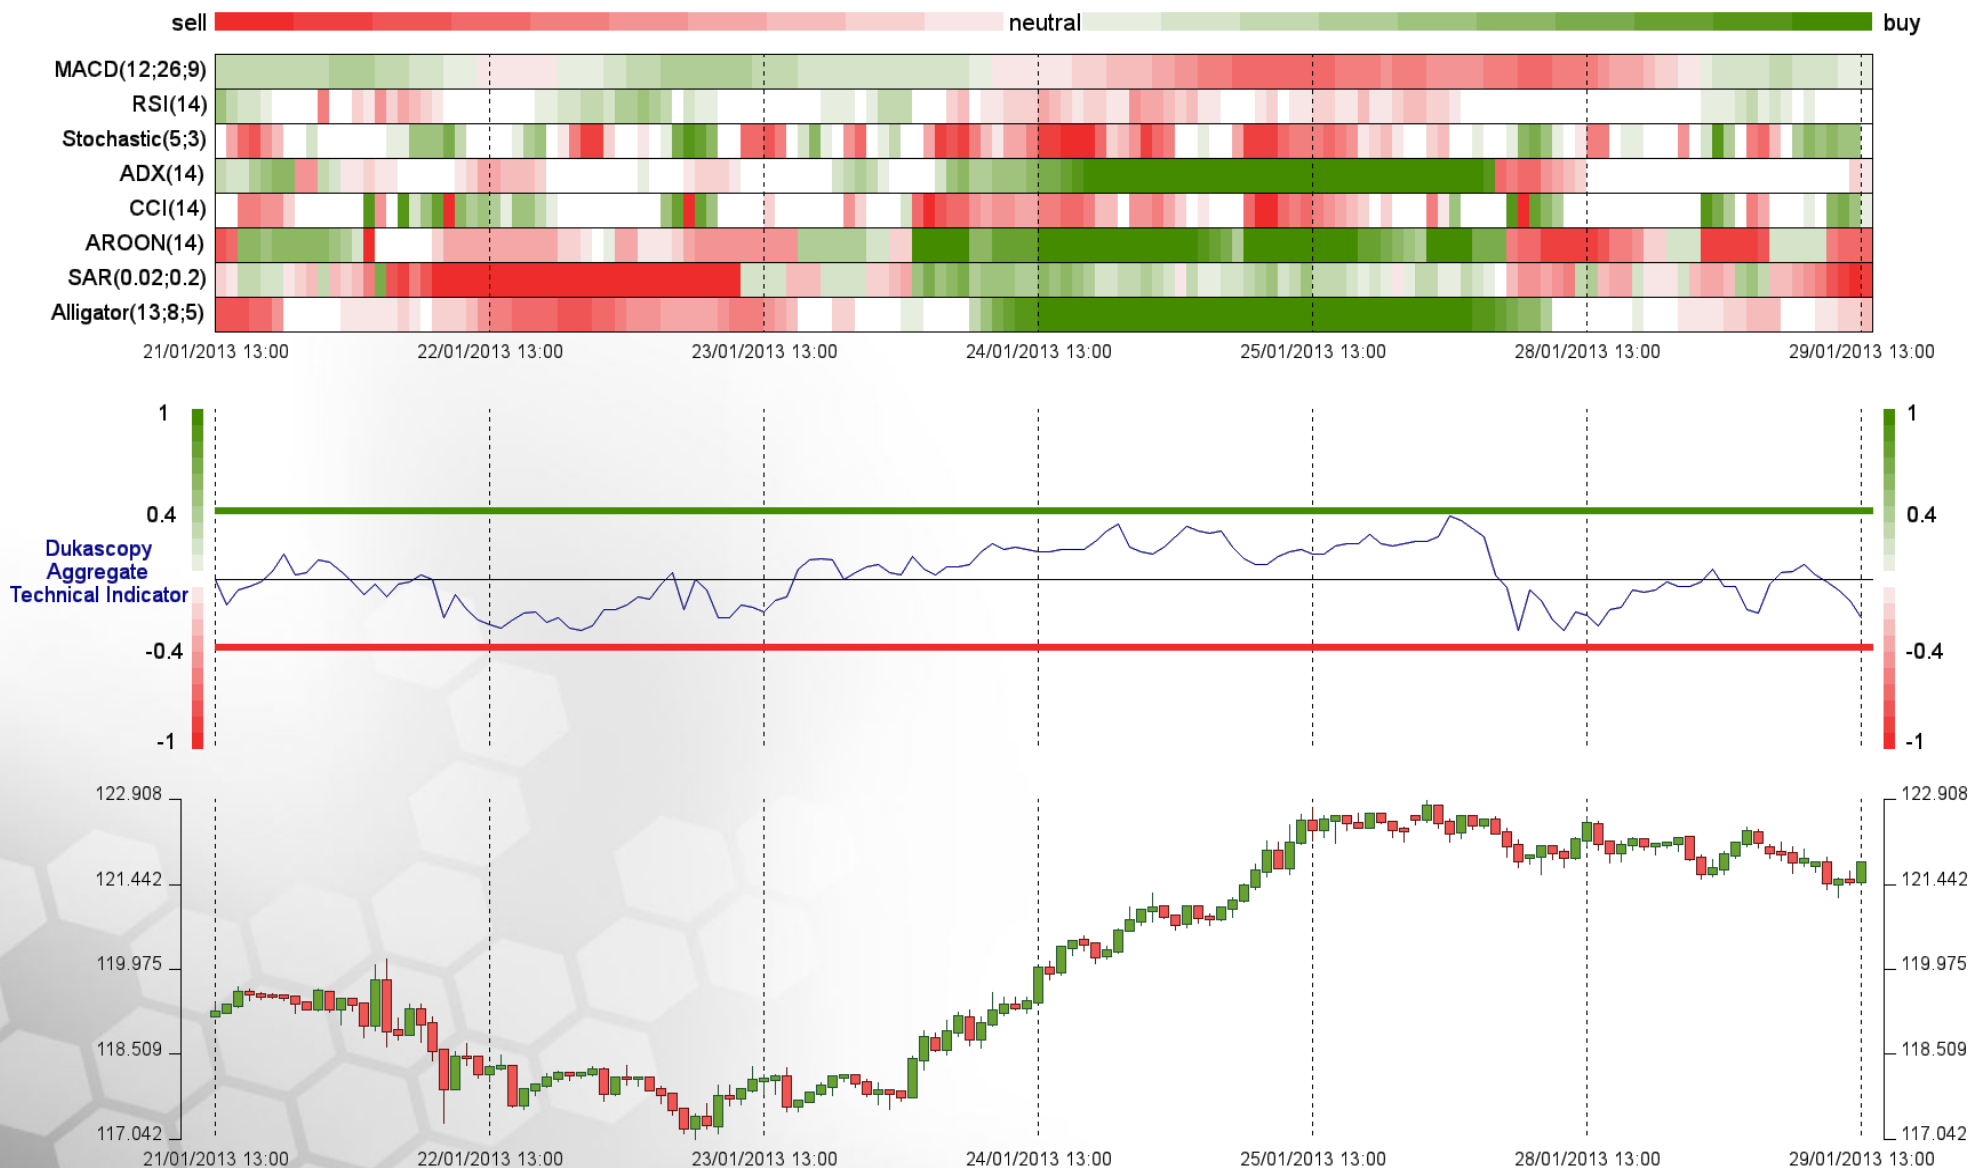 sell neutral buy
MACD(12;26;9)
RSI(14)
Stochastic(5;3)
ADX(14)
CCI(14)
AROON(14)
SAR(0.02;0.2)
Alligator(13;8;5)
21/01/2013 13:00 22/01/2013 13:00 23/01/2013 13:00 24/01/2013 13:00 25/01/2013 13:00 28/01/2013 13:00 29/01/2013 13:00
1 1
0.4 0.4
Dukascopy
Aggregate
Technical Indicator
-0.4 -0.4
-1 -1
122.908 122.908
121.442 121.442
119.975 119.975
118.509 118.509
117.042 117.042
21/01/2013 13:00 22/01/2013 13:00 23/01/2013 13:00 24/01/2013 13:00 25/01/2013 13:00 28/01/2013 13:00 29/01/2013 13:00